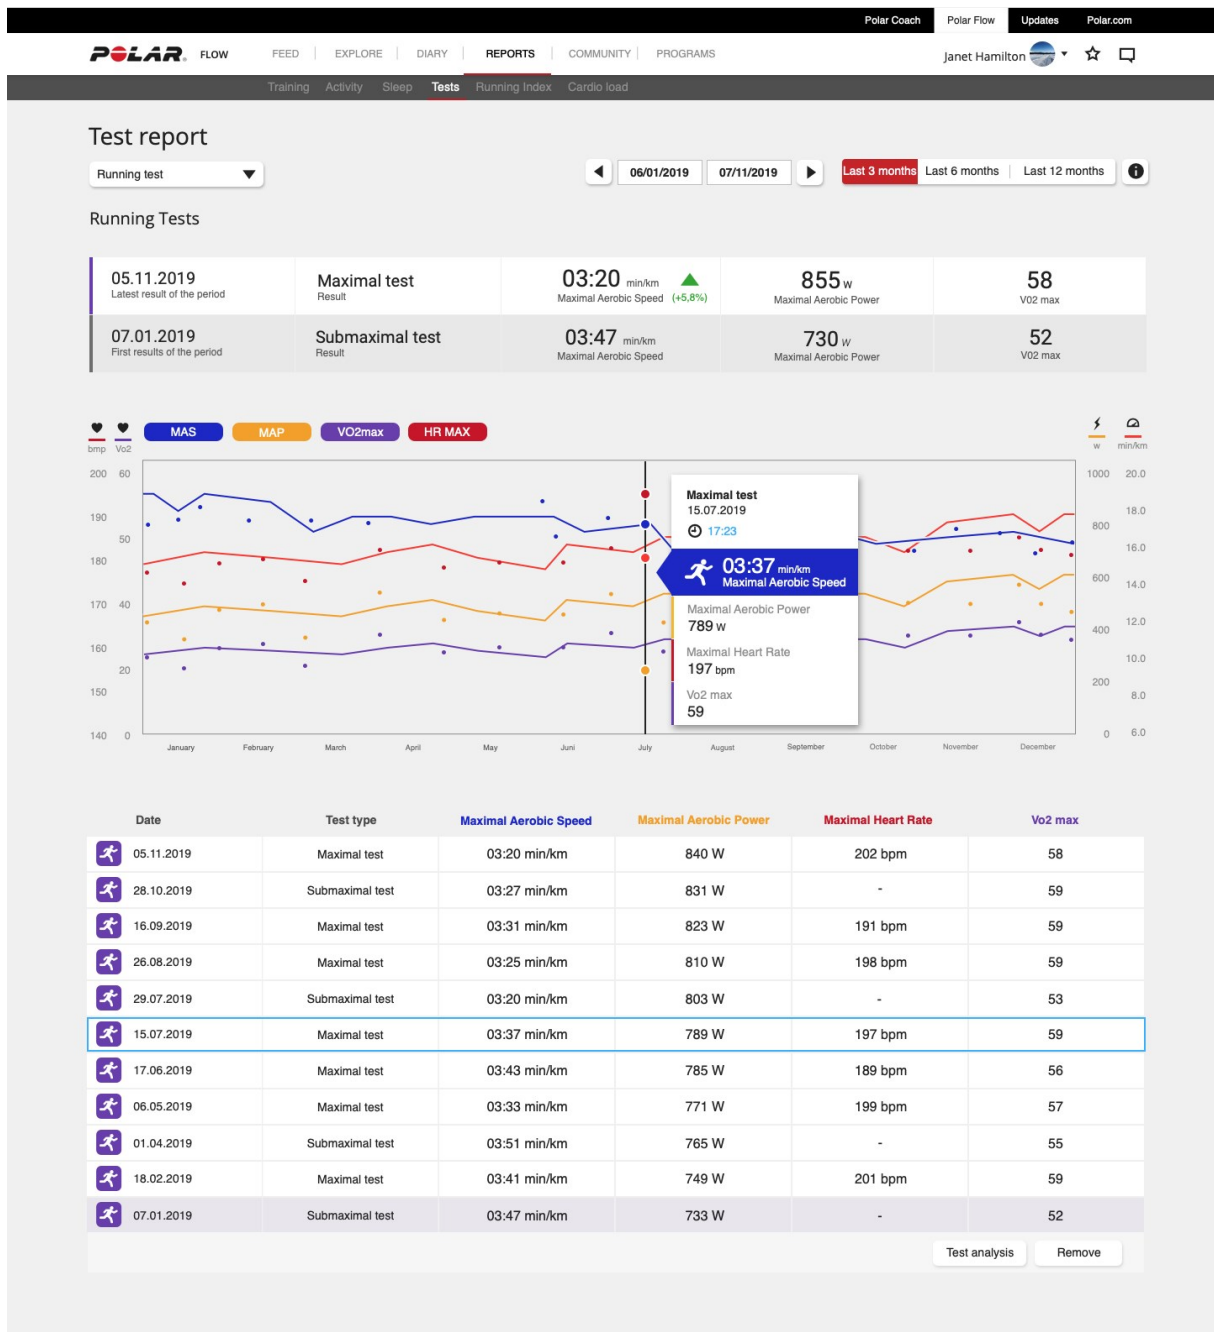 Polar Coach Polar Flow Updates Polar.com
POLAR. FLOW FEED EXPLORE DIARY REPORTS COMMUNITY PROGRAMS Janet Hamilton
Training Activity Sleep Tests Running Index Cardio load
Test report
Running test 06/01/2019 07/11/2019 Last 3 months Last 6 months Last 12 months
Running Tests
05.11.2019 Maximal test 03:20 min/km 855 w 58
Latest result of the period Result Maximal Aerobic Speed (+5,8%) Maximal Aerobic Power V02 max
07.01.2019 Submaximal test 03:47 min/km 730 w 52
First results of the period Result Maximal Aerobic Speed Maximal Aerobic Power V02 max
MAS MAP VO2max HR MAX
bpm Vo2 w min/km
200 60 1000 20.0
190 18.0
50 800
180 16.0
600 14.0
170 40
12.0
400
160 10.0
20
200
150 8.0
140 0 0 6.0
Maximal test
15.07.2019
17:23
03:37 min/km
Maximal Aerobic Speed
Maximal Aerobic Power
789 w
Maximal Heart Rate
197 bpm
Vo2 max
59
January February March April May Juni July August September October November December
Date Test type Maximal Aerobic Speed Maximal Aerobic Power Maximal Heart Rate Vo2 max
05.11.2019 Maximal test 03:20 min/km 840 W 202 bpm 58
28.10.2019 Submaximal test 03:27 min/km 831 W - 59
16.09.2019 Maximal test 03:31 min/km 823 W 191 bpm 59
26.08.2019 Maximal test 03:25 min/km 810 W 198 bpm 59
29.07.2019 Submaximal test 03:20 min/km 803 W - 53
15.07.2019 Maximal test 03:37 min/km 789 W 197 bpm 59
17.06.2019 Maximal test 03:43 min/km 785 W 189 bpm 56
06.05.2019 Maximal test 03:33 min/km 771 W 199 bpm 57
01.04.2019 Submaximal test 03:51 min/km 765 W - 55
18.02.2019 Maximal test 03:41 min/km 749 W 201 bpm 59
07.01.2019 Submaximal test 03:47 min/km 733 W - 52
Test analysis Remove